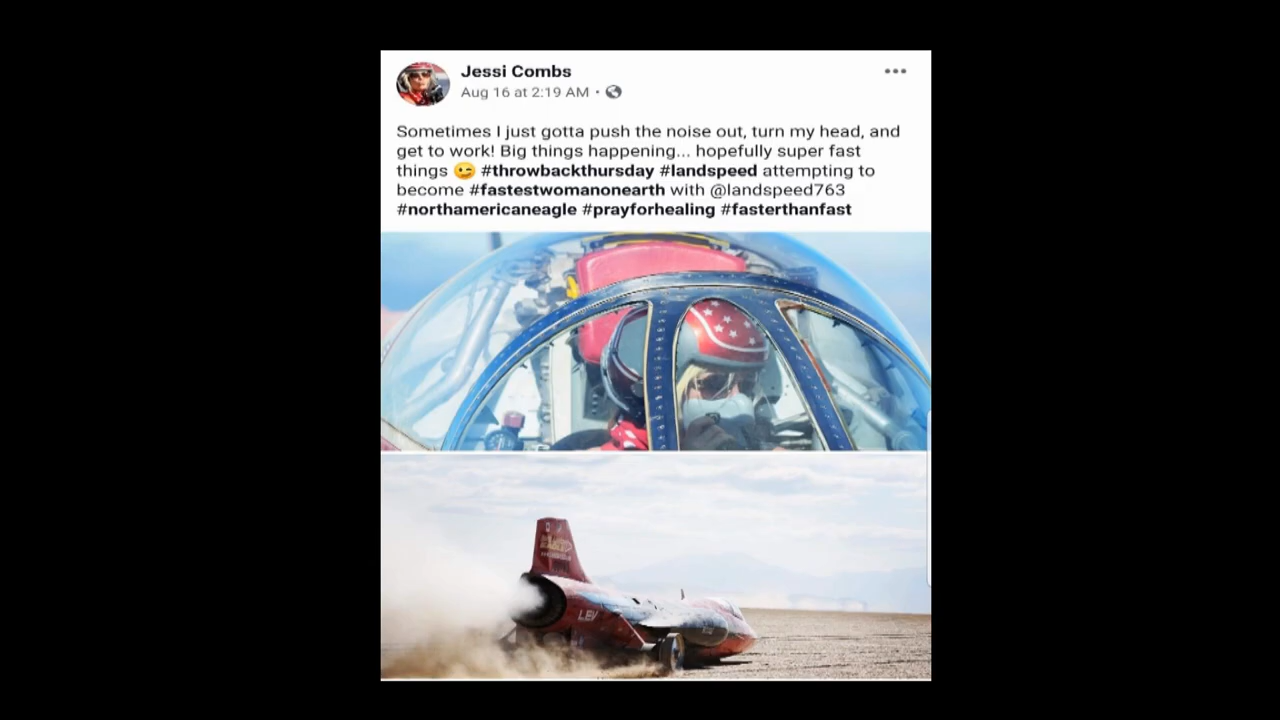 Jessi Combs
Aug 16 at 2:19 AM ·
Sometimes I just gotta push the noise out, turn my head, and
get to work! Big things happening... hopefully super fast
things 😉 #throwbackthursday #landspeed attempting to
become #fastestwomanonearth with @landspeed763
#northamericaneagle #prayforhealing #fasterthanfast
LEV